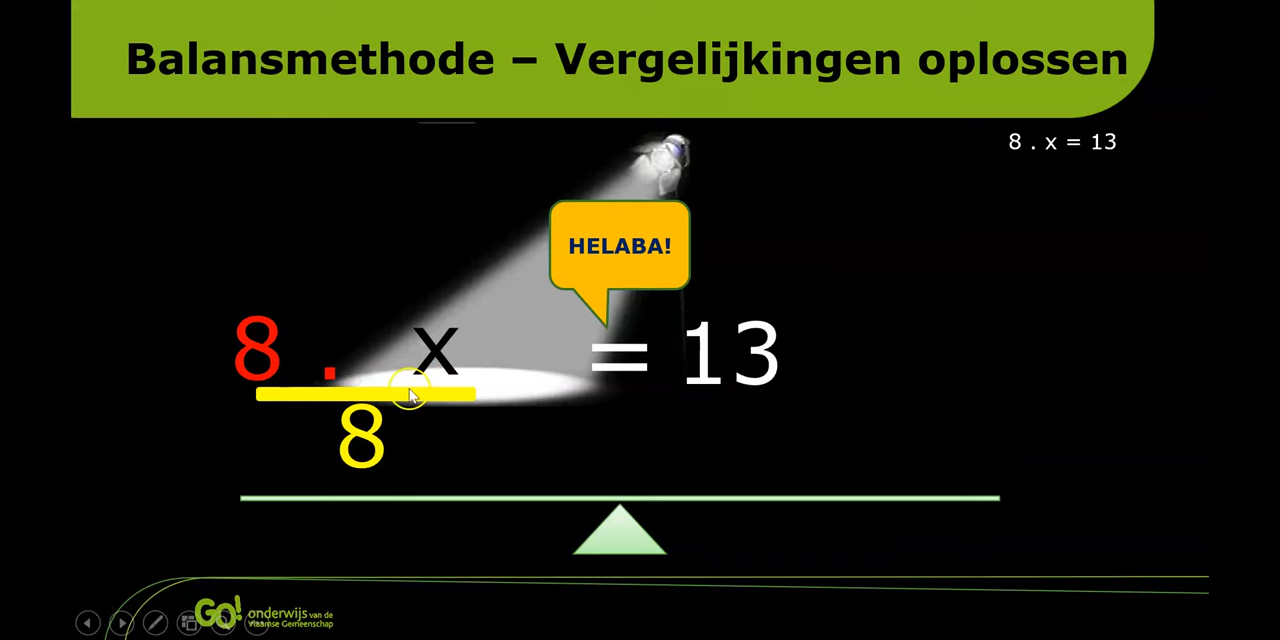 Balansmethode – Vergelijkingen oplossen
8 . x = 13
HELABA!
8 . x = 13
8
GO! onderwijs van de
Vlaamse Gemeenschap